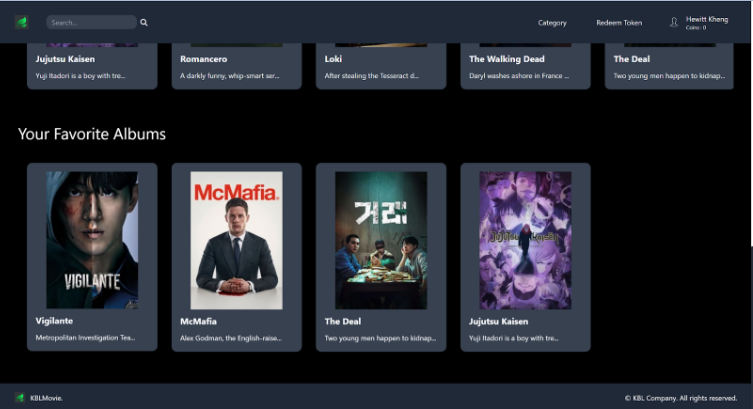 Search...
Category
Redeem Token
Hewitt Kheng
Coins : 0
Jujutsu Kaisen
Romancero
Loki
The Walking Dead
The Deal
Yuji Itadori is a boy with tre...
A darkly funny, whip-smart ser...
After stealing the Tesseract d...
Daryl washes ashore in France ...
Two young men happen to kidnap...
Your Favorite Albums
VIGILANTE
McMafia
거래
Jujutsu Kaisen
Vigilante
McMafia
The Deal
Jujutsu Kaisen
Metropolitan Investigation Tea...
Alex Godman, the English-raise...
Two young men happen to kidnap...
Yuji Itadori is a boy with tre...
KBLMovie.
© KBL Company. All rights reserved.